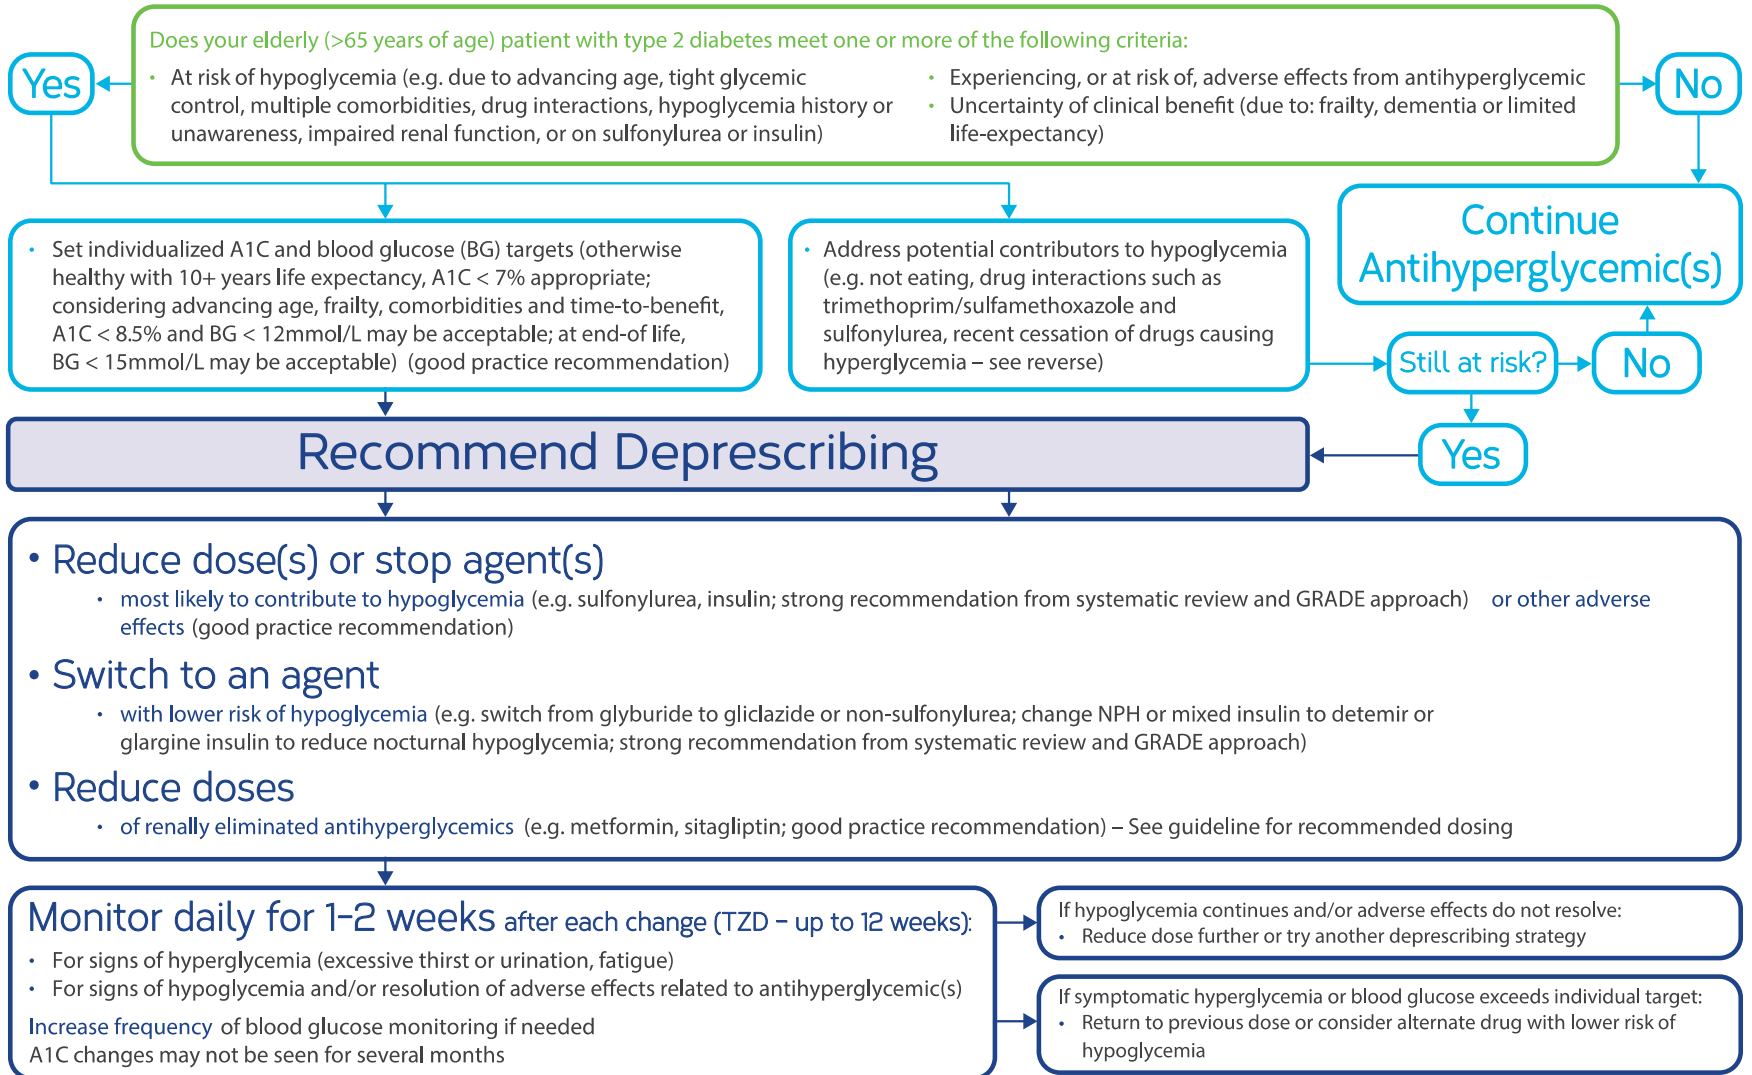 Does your elderly (>65 years of age) patient with type 2 diabetes meet one or more of the following criteria:
• At risk of hypoglycemia (e.g. due to advancing age, tight glycemic
control, multiple comorbidities, drug interactions, hypoglycemia history or
unawareness, impaired renal function, or on sulfonylurea or insulin)
• Experiencing, or at risk of, adverse effects from antihyperglycemic
• Uncertainty of clinical benefit (due to: frailty, dementia or limited
life-expectancy)
Yes
No
• Set individualized A1C and blood glucose (BG) targets (otherwise
healthy with 10+ years life expectancy, A1C < 7% appropriate;
considering advancing age, frailty, comorbidities and time-to-benefit,
A1C < 8.5% and BG < 12mmol/L may be acceptable; at end-of life,
BG < 15mmol/L may be acceptable) (good practice recommendation)
• Address potential contributors to hypoglycemia
(e.g. not eating, drug interactions such as
trimethoprim/sulfamethoxazole and
sulfonylurea, recent cessation of drugs causing
hyperglycemia – see reverse)
Continue
Antihyperglycemic(s)
Still at risk?
No
Yes
Recommend Deprescribing
• Reduce dose(s) or stop agent(s)
• most likely to contribute to hypoglycemia (e.g. sulfonylurea, insulin; strong recommendation from systematic review and GRADE approach) or other adverse
effects (good practice recommendation)
• Switch to an agent
• with lower risk of hypoglycemia (e.g. switch from glyburide to gliclazide or non-sulfonylurea; change NPH or mixed insulin to detemir or
glargine insulin to reduce nocturnal hypoglycemia; strong recommendation from systematic review and GRADE approach)
• Reduce doses
• of renally eliminated antihyperglycemics (e.g. metformin, sitagliptin; good practice recommendation) – See guideline for recommended dosing
Monitor daily for 1-2 weeks after each change (TZD – up to 12 weeks):
• For signs of hyperglycemia (excessive thirst or urination, fatigue)
• For signs of hypoglycemia and/or resolution of adverse effects related to antihyperglycemic(s)
Increase frequency of blood glucose monitoring if needed
A1C changes may not be seen for several months
If hypoglycemia continues and/or adverse effects do not resolve:
• Reduce dose further or try another deprescribing strategy
If symptomatic hyperglycemia or blood glucose exceeds individual target:
• Return to previous dose or consider alternate drug with lower risk of
hypoglycemia